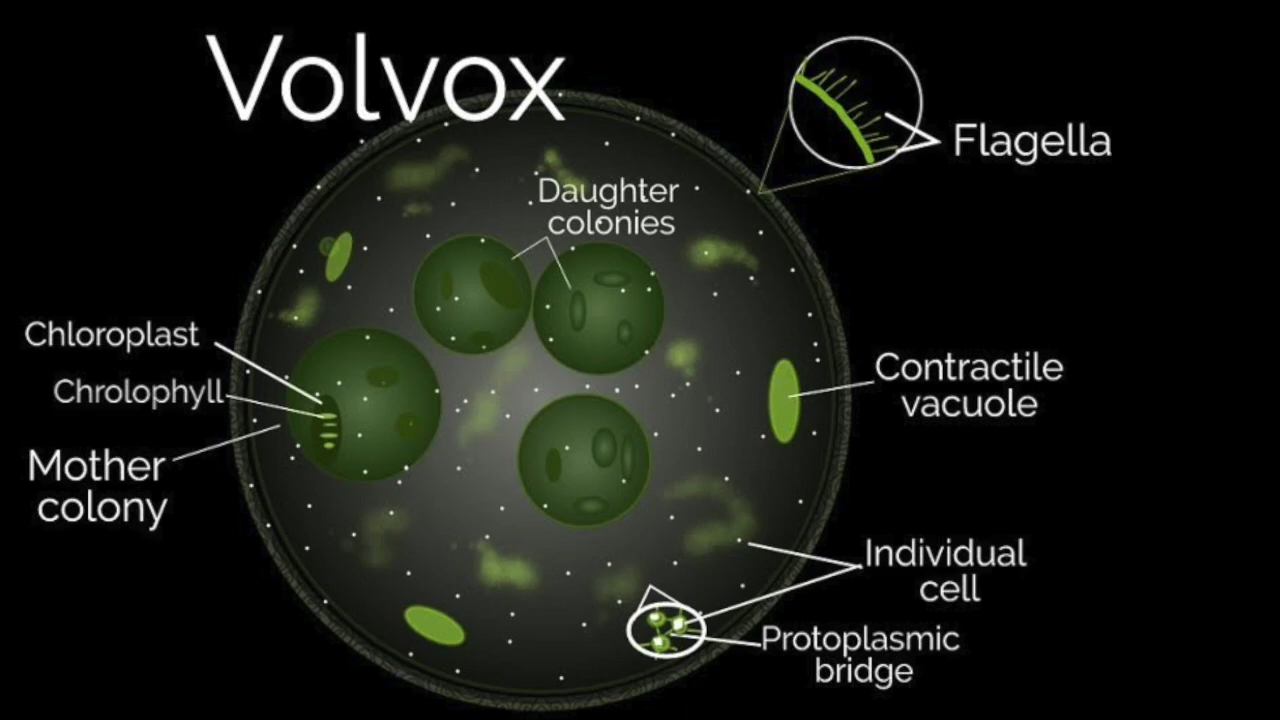 Volvox
Flagella
Daughter
colonies
Chloroplast
Chrolophyll
Mother
colony
Contractile
vacuole
Individual
cell
Protoplasmic
bridge